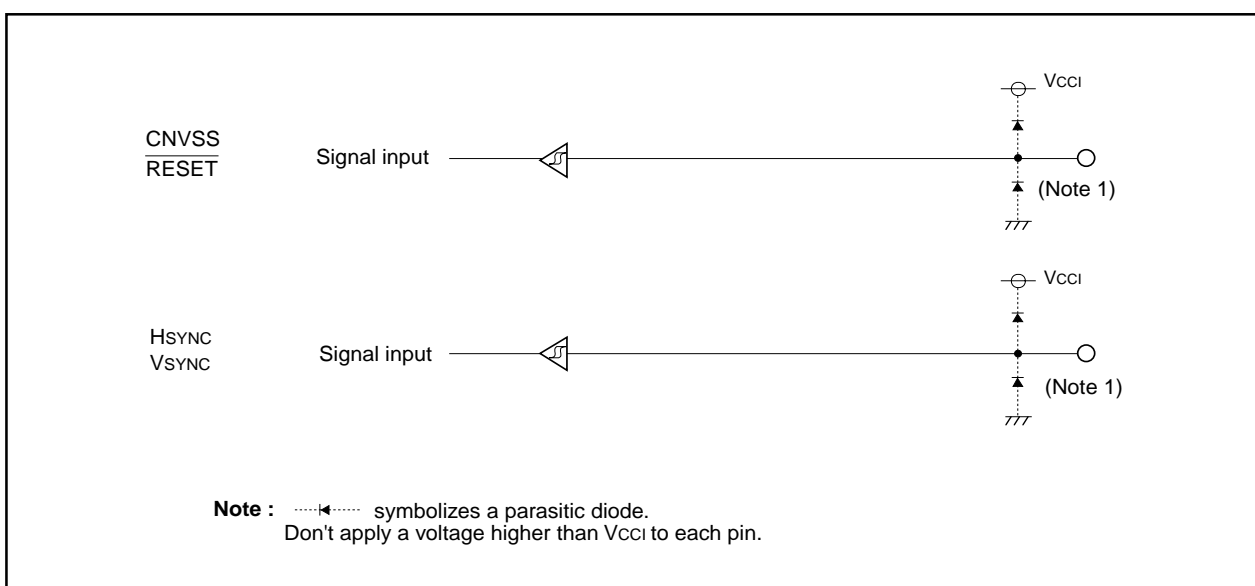 VCCI
CNVSS
RESET
Signal input
(Note 1)
VCCI
HSYNC
VSYNC
Signal input
(Note 1)
Note : symbolizes a parasitic diode.
Don't apply a voltage higher than VCCI to each pin.